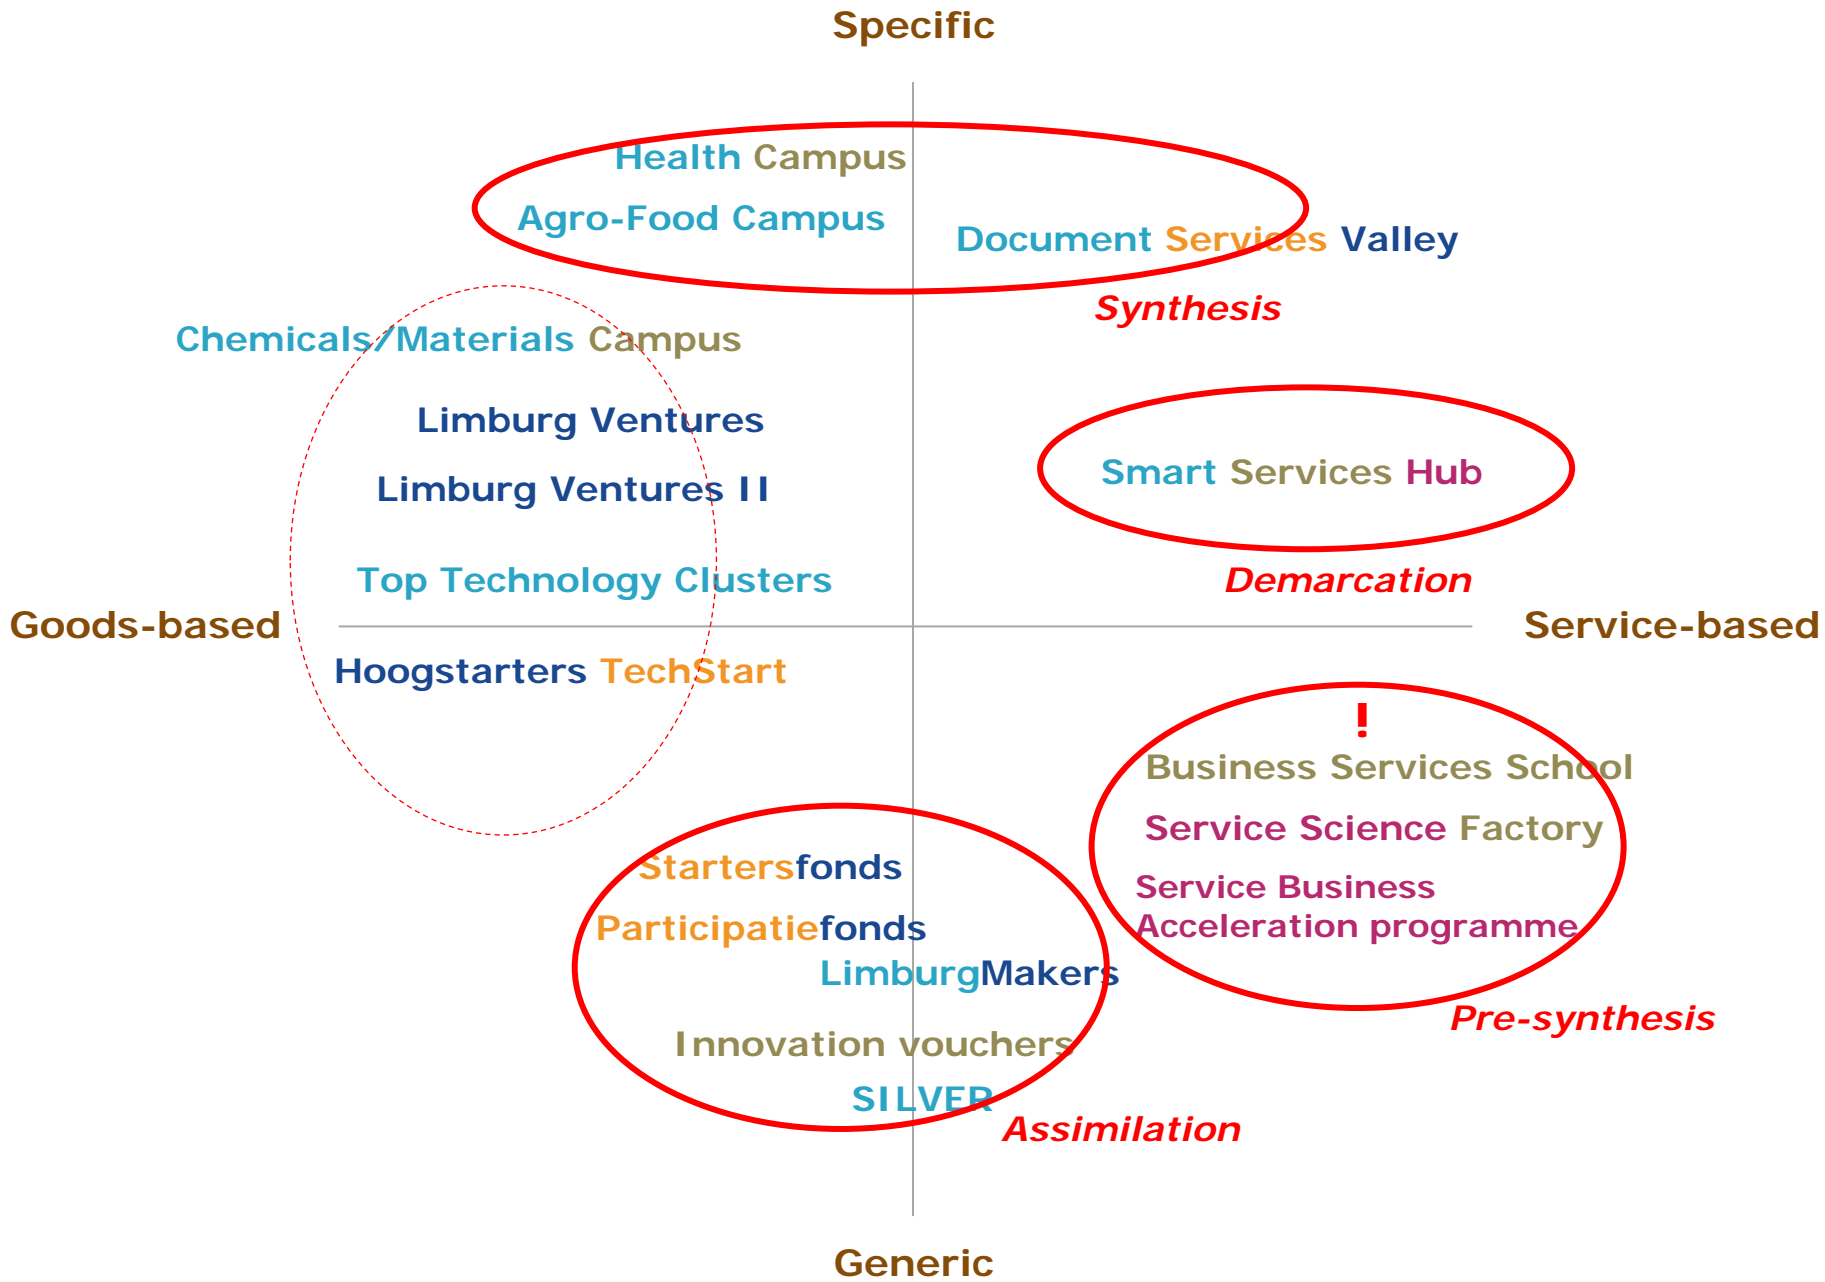 Specific
Health Campus
Agro-Food Campus
Document Services Valley
Synthesis
Chemicals/Materials Campus
Limburg Ventures
Smart Services Hub
Limburg Ventures II
Top Technology Clusters
Demarcation
Goods-based
Service-based
Hoogstarters TechStart
!
Business Services School
Service Science Factory
Startersfonds
Service Business
Acceleration programme
Participatiefonds
LimburgMakers
Pre-synthesis
Innovation vouchers
SILVER
Assimilation
Generic